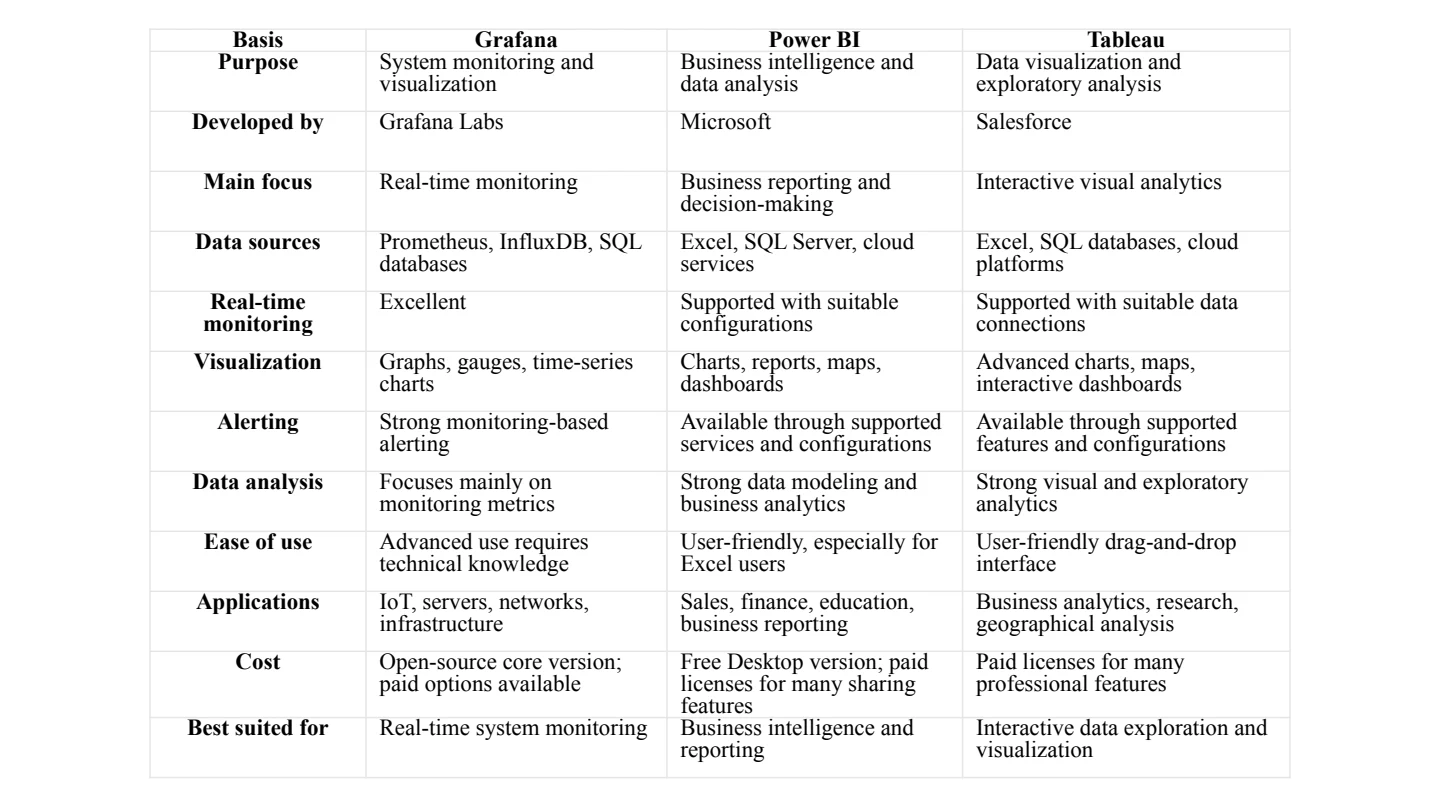 Basis Grafana Power BI Tableau
Purpose System monitoring and Business intelligence and Data visualization and
visualization data analysis exploratory analysis
Developed by Grafana Labs Microsoft Salesforce
Main focus Real-time monitoring Business reporting and Interactive visual analytics
decision-making
Data sources Prometheus, InfluxDB, SQL Excel, SQL Server, cloud Excel, SQL databases, cloud
databases services platforms
Real-time Excellent Supported with suitable Supported with suitable data
monitoring configurations connections
Visualization Graphs, gauges, time-series Charts, reports, maps, Advanced charts, maps,
charts dashboards interactive dashboards
Alerting Strong monitoring-based Available through supported Available through supported
alerting services and configurations features and configurations
Data analysis Focuses mainly on Strong data modeling and Strong visual and exploratory
monitoring metrics business analytics analytics
Ease of use Advanced use requires User-friendly, especially for User-friendly drag-and-drop
technical knowledge Excel users interface
Applications IoT, servers, networks, Sales, finance, education, Business analytics, research,
infrastructure business reporting geographical analysis
Cost Open-source core version; Free Desktop version; paid Paid licenses for many
paid options available licenses for many sharing professional features
features
Best suited for Real-time system monitoring Business intelligence and Interactive data exploration and
reporting visualization